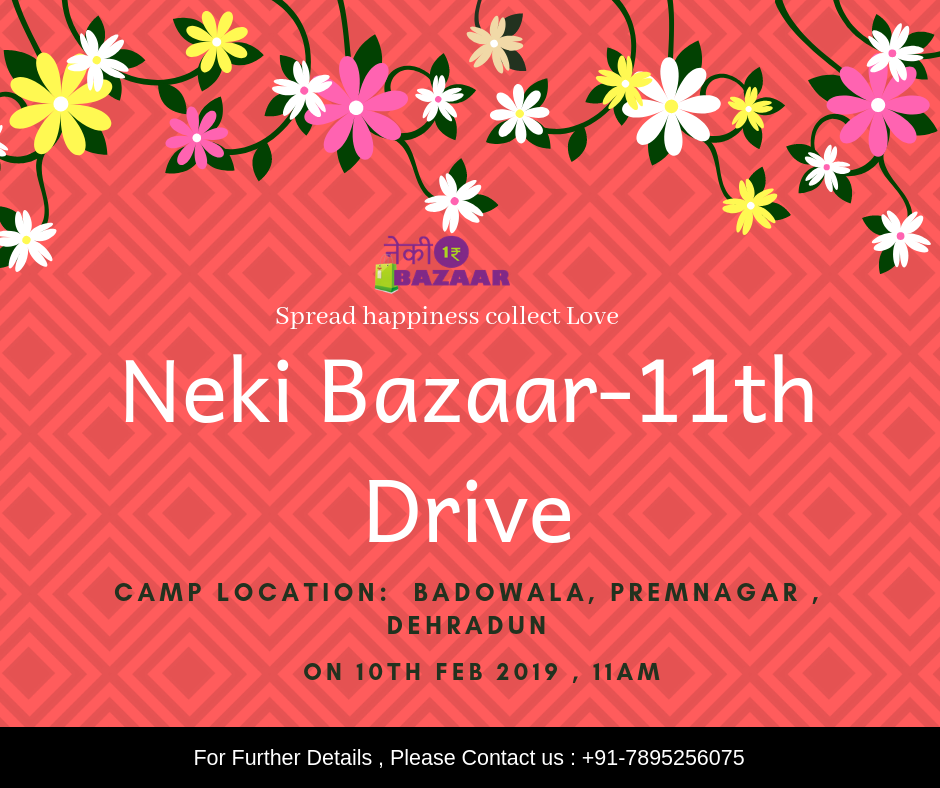 नेकी 1₹
BAZAAR
Spread happiness collect Love
Neki Bazaar-11th
Drive
CAMP LOCATION: BADOWALA, PREMNAGAR ,
DEHRADUN
ON 10TH FEB 2019 , 11AM
For Further Details , Please Contact us : +91-7895256075